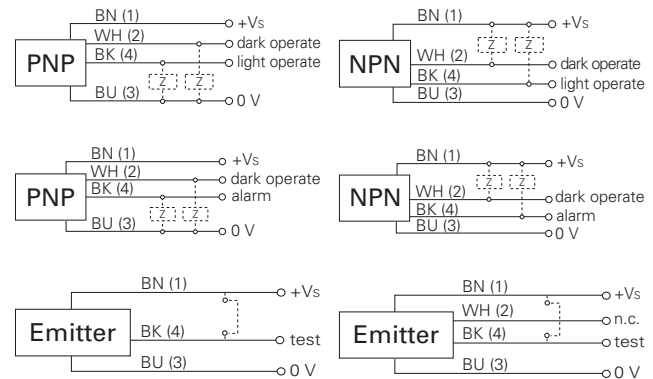 BN (1) +Vs
WH (2) dark operate
BK (4) light operate
PNP
Z Z
BU (3) 0 V
BN (1) +Vs
Z Z
NPN
WH (2) dark operate
BK (4) light operate
BU (3) 0 V
BN (1) +Vs
WH (2) dark operate
BK (4) alarm
PNP
Z Z
BU (3) 0 V
BN (1) +Vs
Z Z
NPN
WH (2) dark operate
BK (4) alarm
BU (3) 0 V
BN (1) +Vs
Emitter
BK (4) test
BU (3) 0 V
BN (1) +Vs
WH (2) n.c.
Emitter
BK (4) test
BU (3) 0 V